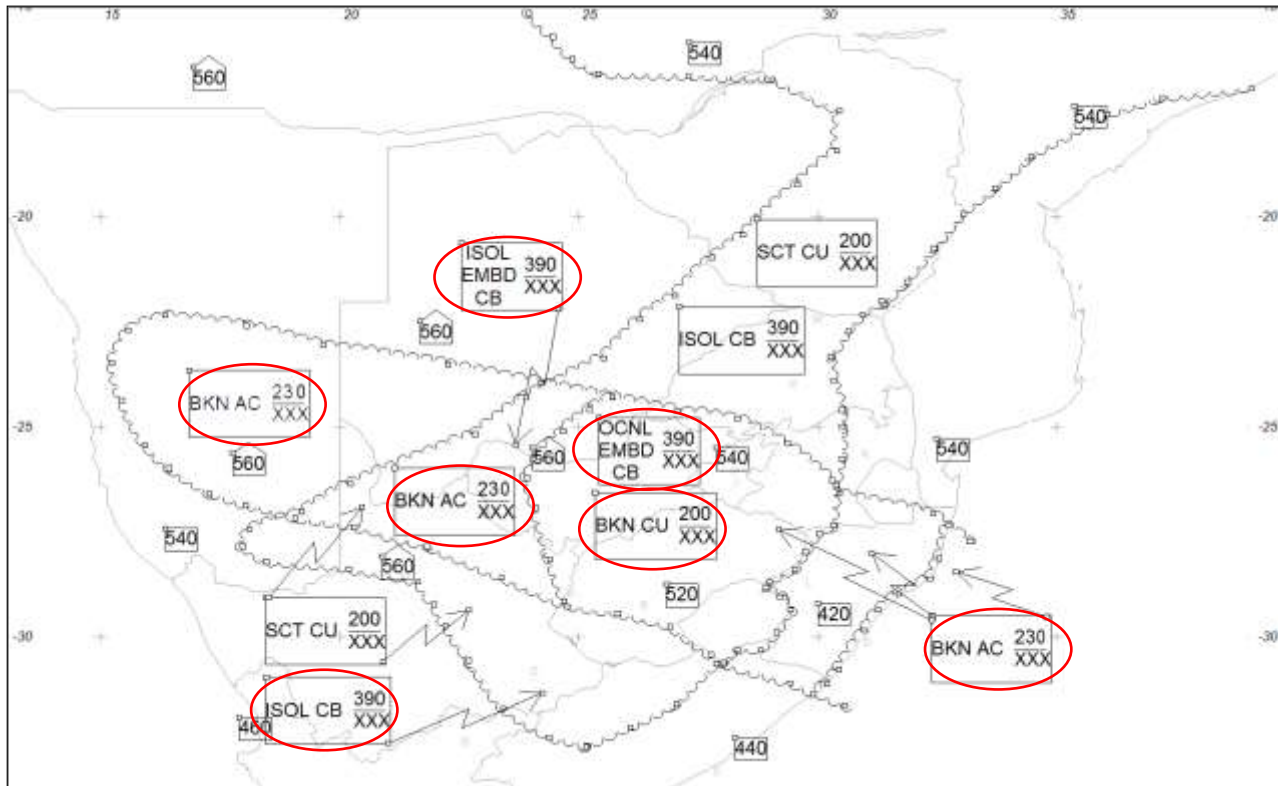 15
20
25
30
35
540
560
540
-20
-20
ISOL
EMBD
CB
390
XXX
SCT CU
200
XXX
560
ISOL CB
390
XXX
BKN AC
230
XXX
-25
-25
OCNL
EMBD
CB
390
XXX
560
560
540
540
BKN AC
230
XXX
BKN CU
200
XXX
540
560
520
420
SCT CU
200
XXX
-30
-30
BKN AC
230
XXX
ISOL CB
390
XXX
460
440